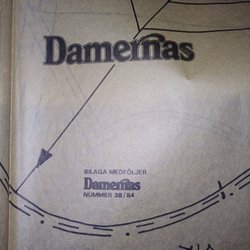 Damernas
BILAGA MEDFÖLJER
Damernas
NUMMER 38/84